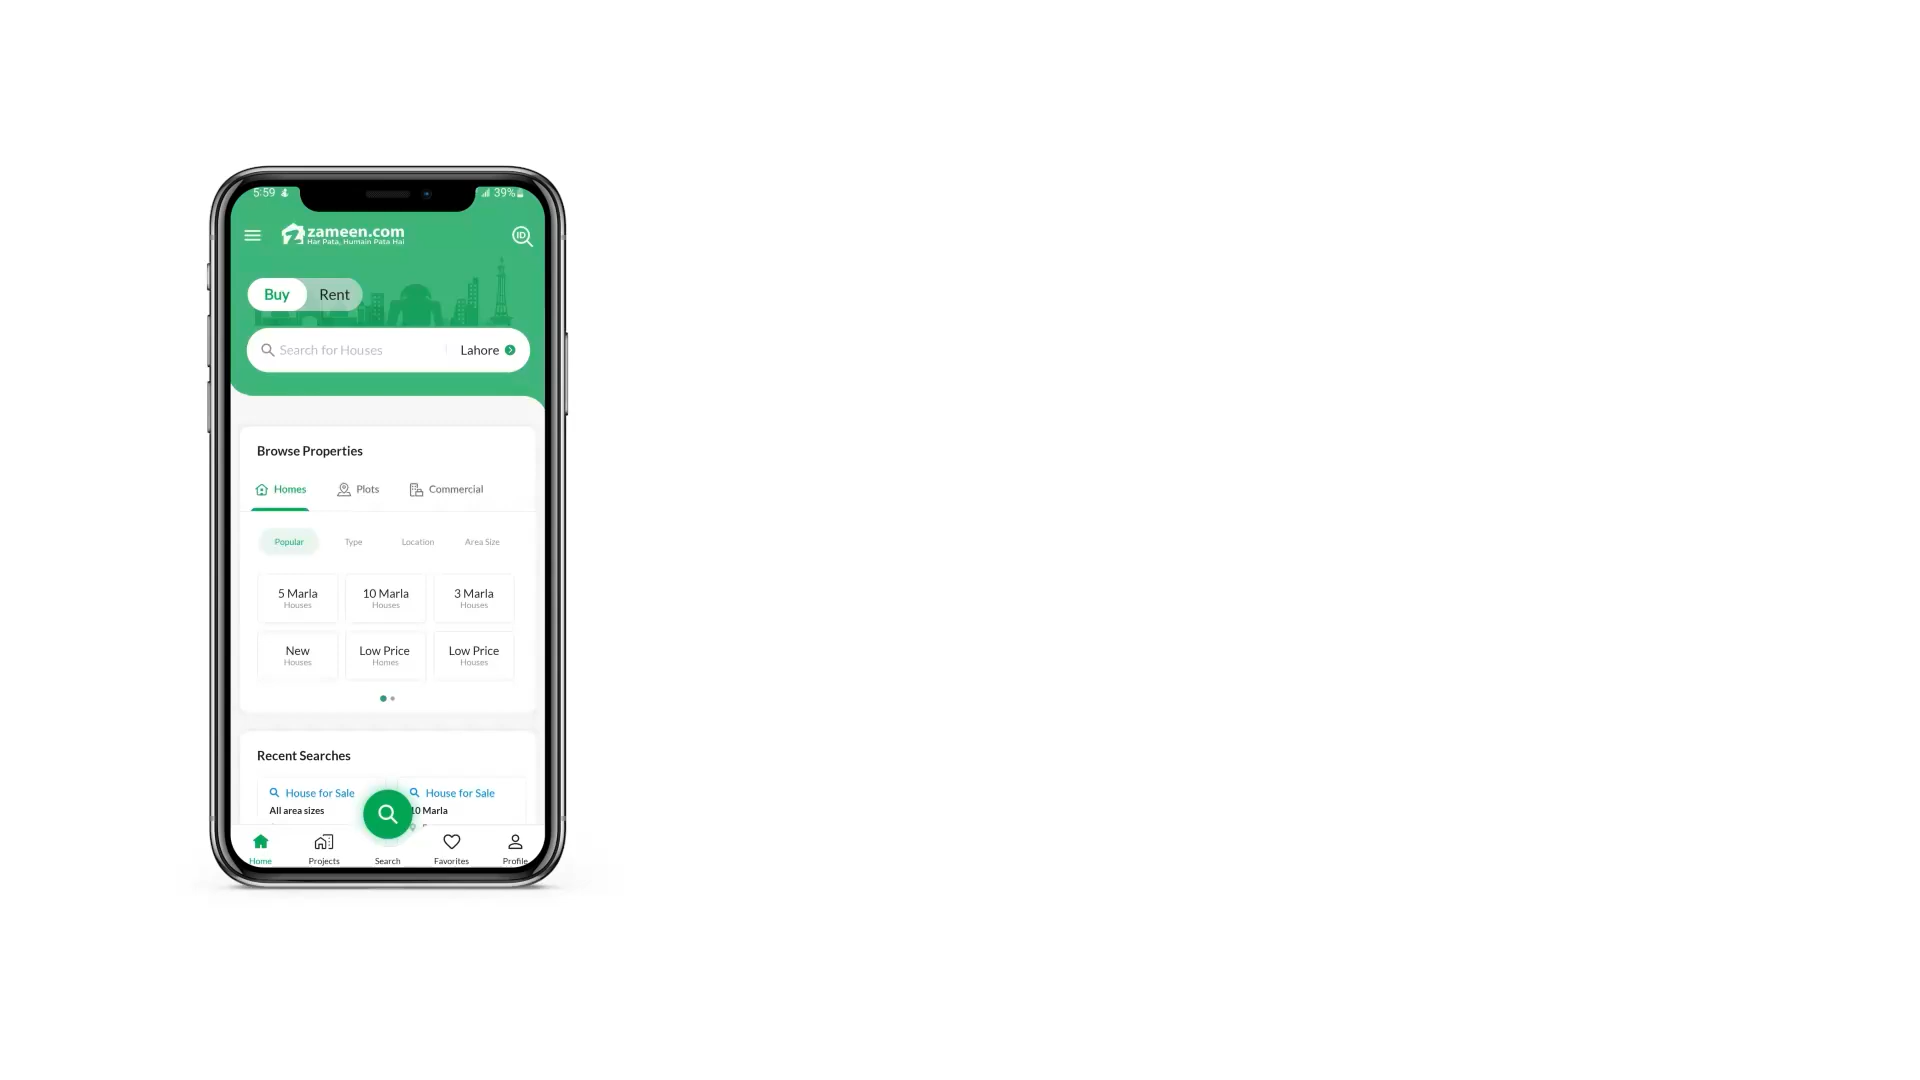 5:59
39%
zameen.com
Har Pata, Humain Pata Hai
ID
Buy Rent
Search for Houses Lahore
Browse Properties
Homes Plots Commercial
Popular Type Location Area Size
5 Marla 10 Marla 3 Marla
Houses Houses Houses
New Low Price Low Price
Houses Homes Houses
Recent Searches
House for Sale House for Sale
All area sizes 10 Marla
Home Projects Search Favorites Profile